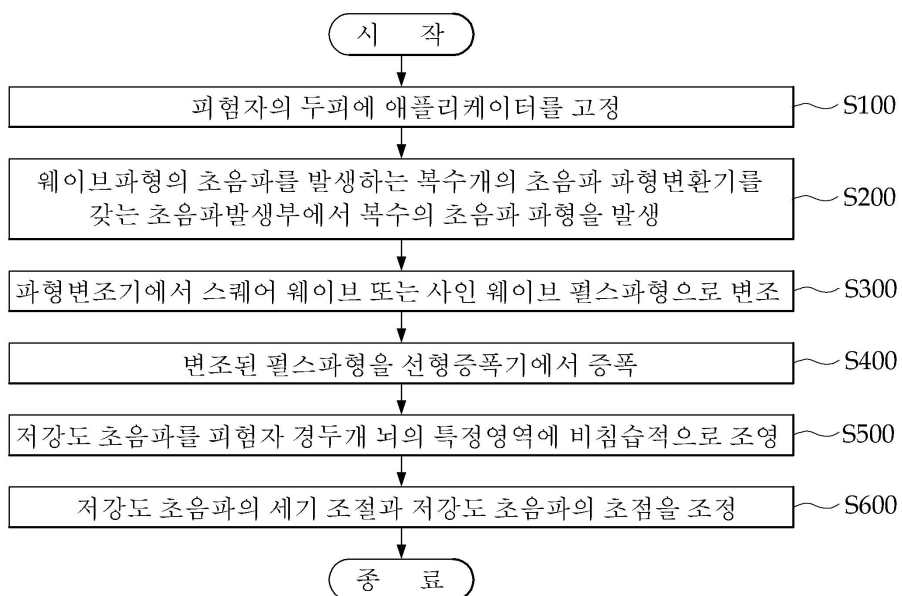 시 작
피험자의 두피에 애플리케이터를 고정
S100
웨이브파형의 초음파를 발생하는 복수개의 초음파 파형변환기를
갖는 초음파발생부에서 복수의 초음파 파형을 발생
S200
파형변조기에서 스퀘어 웨이브 또는 사인 웨이브 펄스파형으로 변조
S300
변조된 펄스파형을 선형증폭기에서 증폭
S400
저강도 초음파를 피험자 경두개 뇌의 특정영역에 비침습적으로 조영
S500
저강도 초음파의 세기 조절과 저강도 초음파의 초점을 조정
S600
종 료